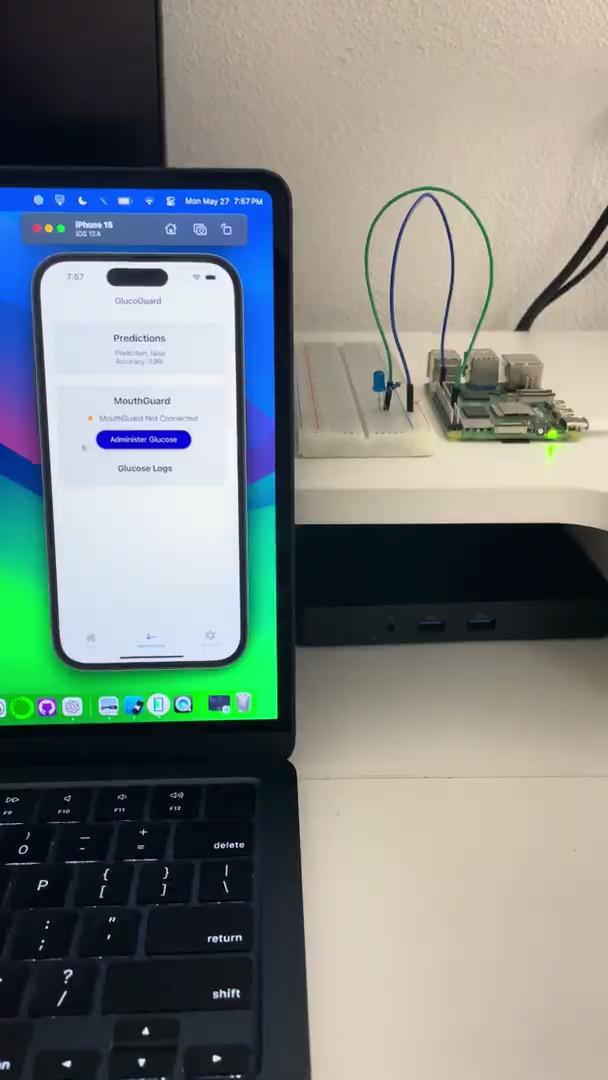 Mon May 27 7:57 PM
iPhone 15
iOS 17.4
7:57
GlucoGuard
Predictions
Prediction: false
Accuracy: 0.99
MouthGuard
MouthGuard Not Connected
Administer Glucose
Glucose Logs
F9 F10 F11 F12
) _ +
0 - = delete
P { } |
[ ] \
: "
; ' return
?
/ shift